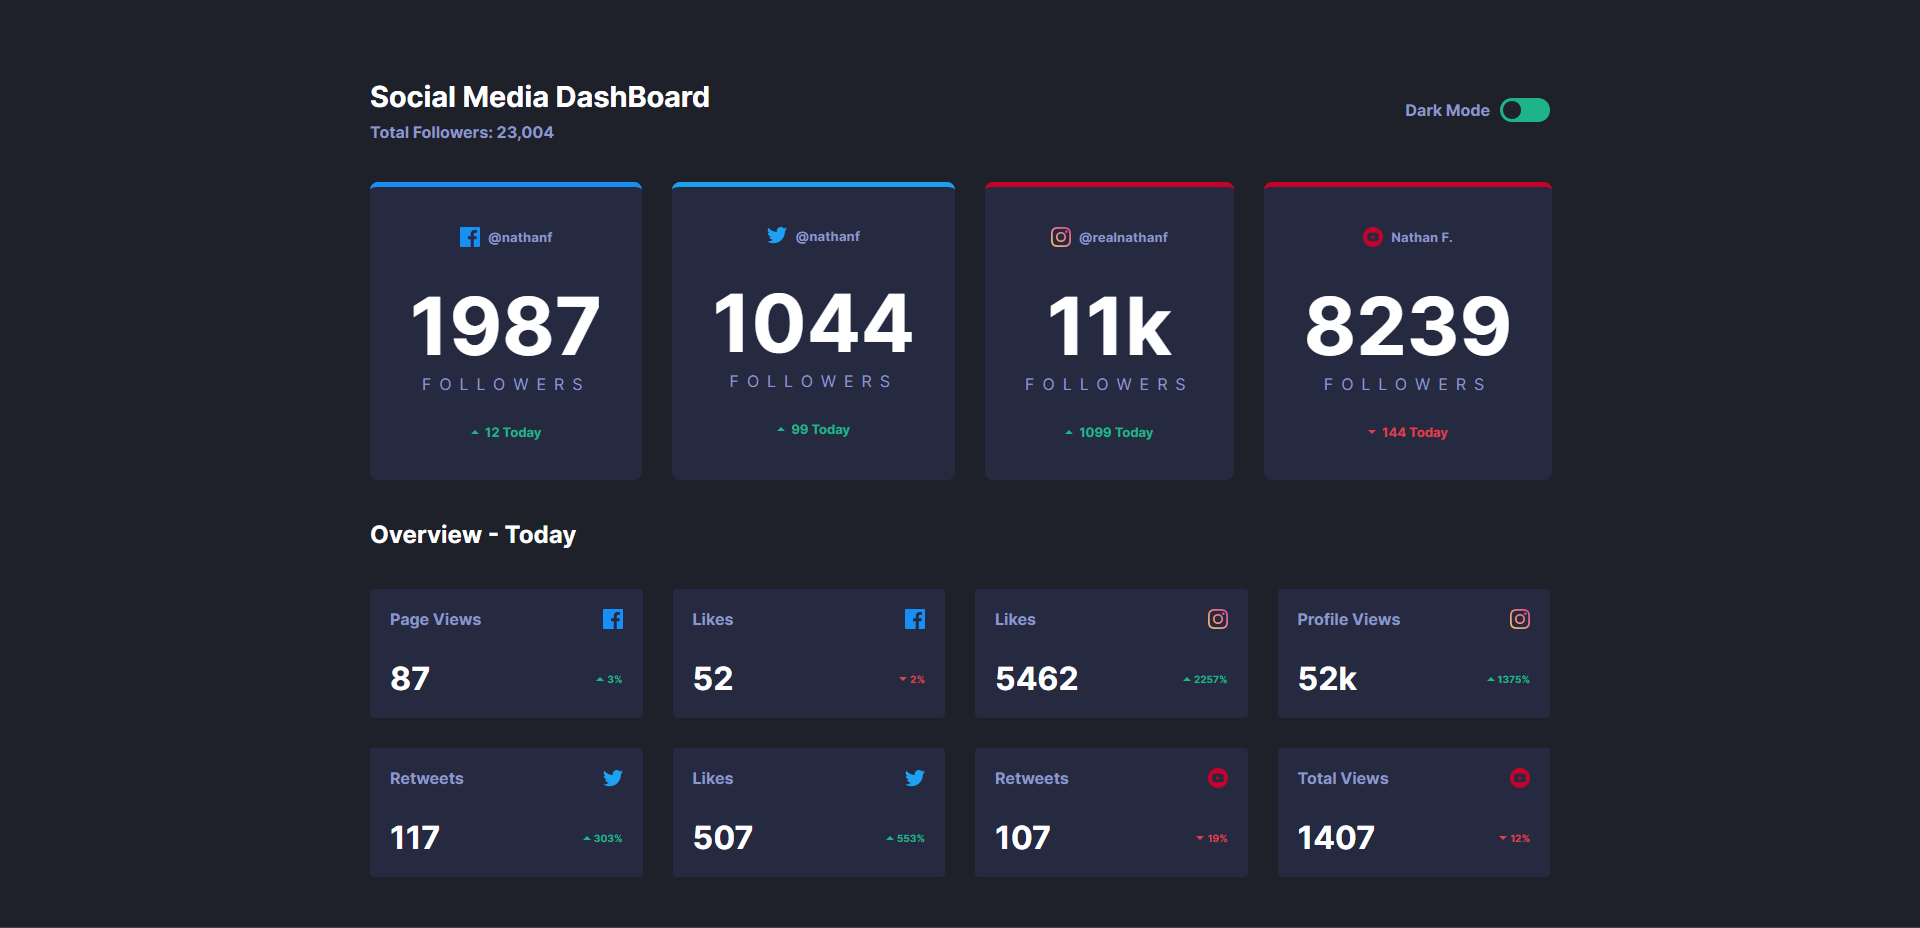 Social Media DashBoard
Total Followers: 23,004
Dark Mode
@nathanf
1987
FOLLOWERS
12 Today
@nathanf
1044
FOLLOWERS
99 Today
@realnathanf
11k
FOLLOWERS
1099 Today
Nathan F.
8239
FOLLOWERS
144 Today
Overview - Today
Page Views
87
3%
Likes
52
2%
Likes
5462
2257%
Profile Views
52k
1375%
Retweets
117
303%
Likes
507
553%
Retweets
107
19%
Total Views
1407
12%